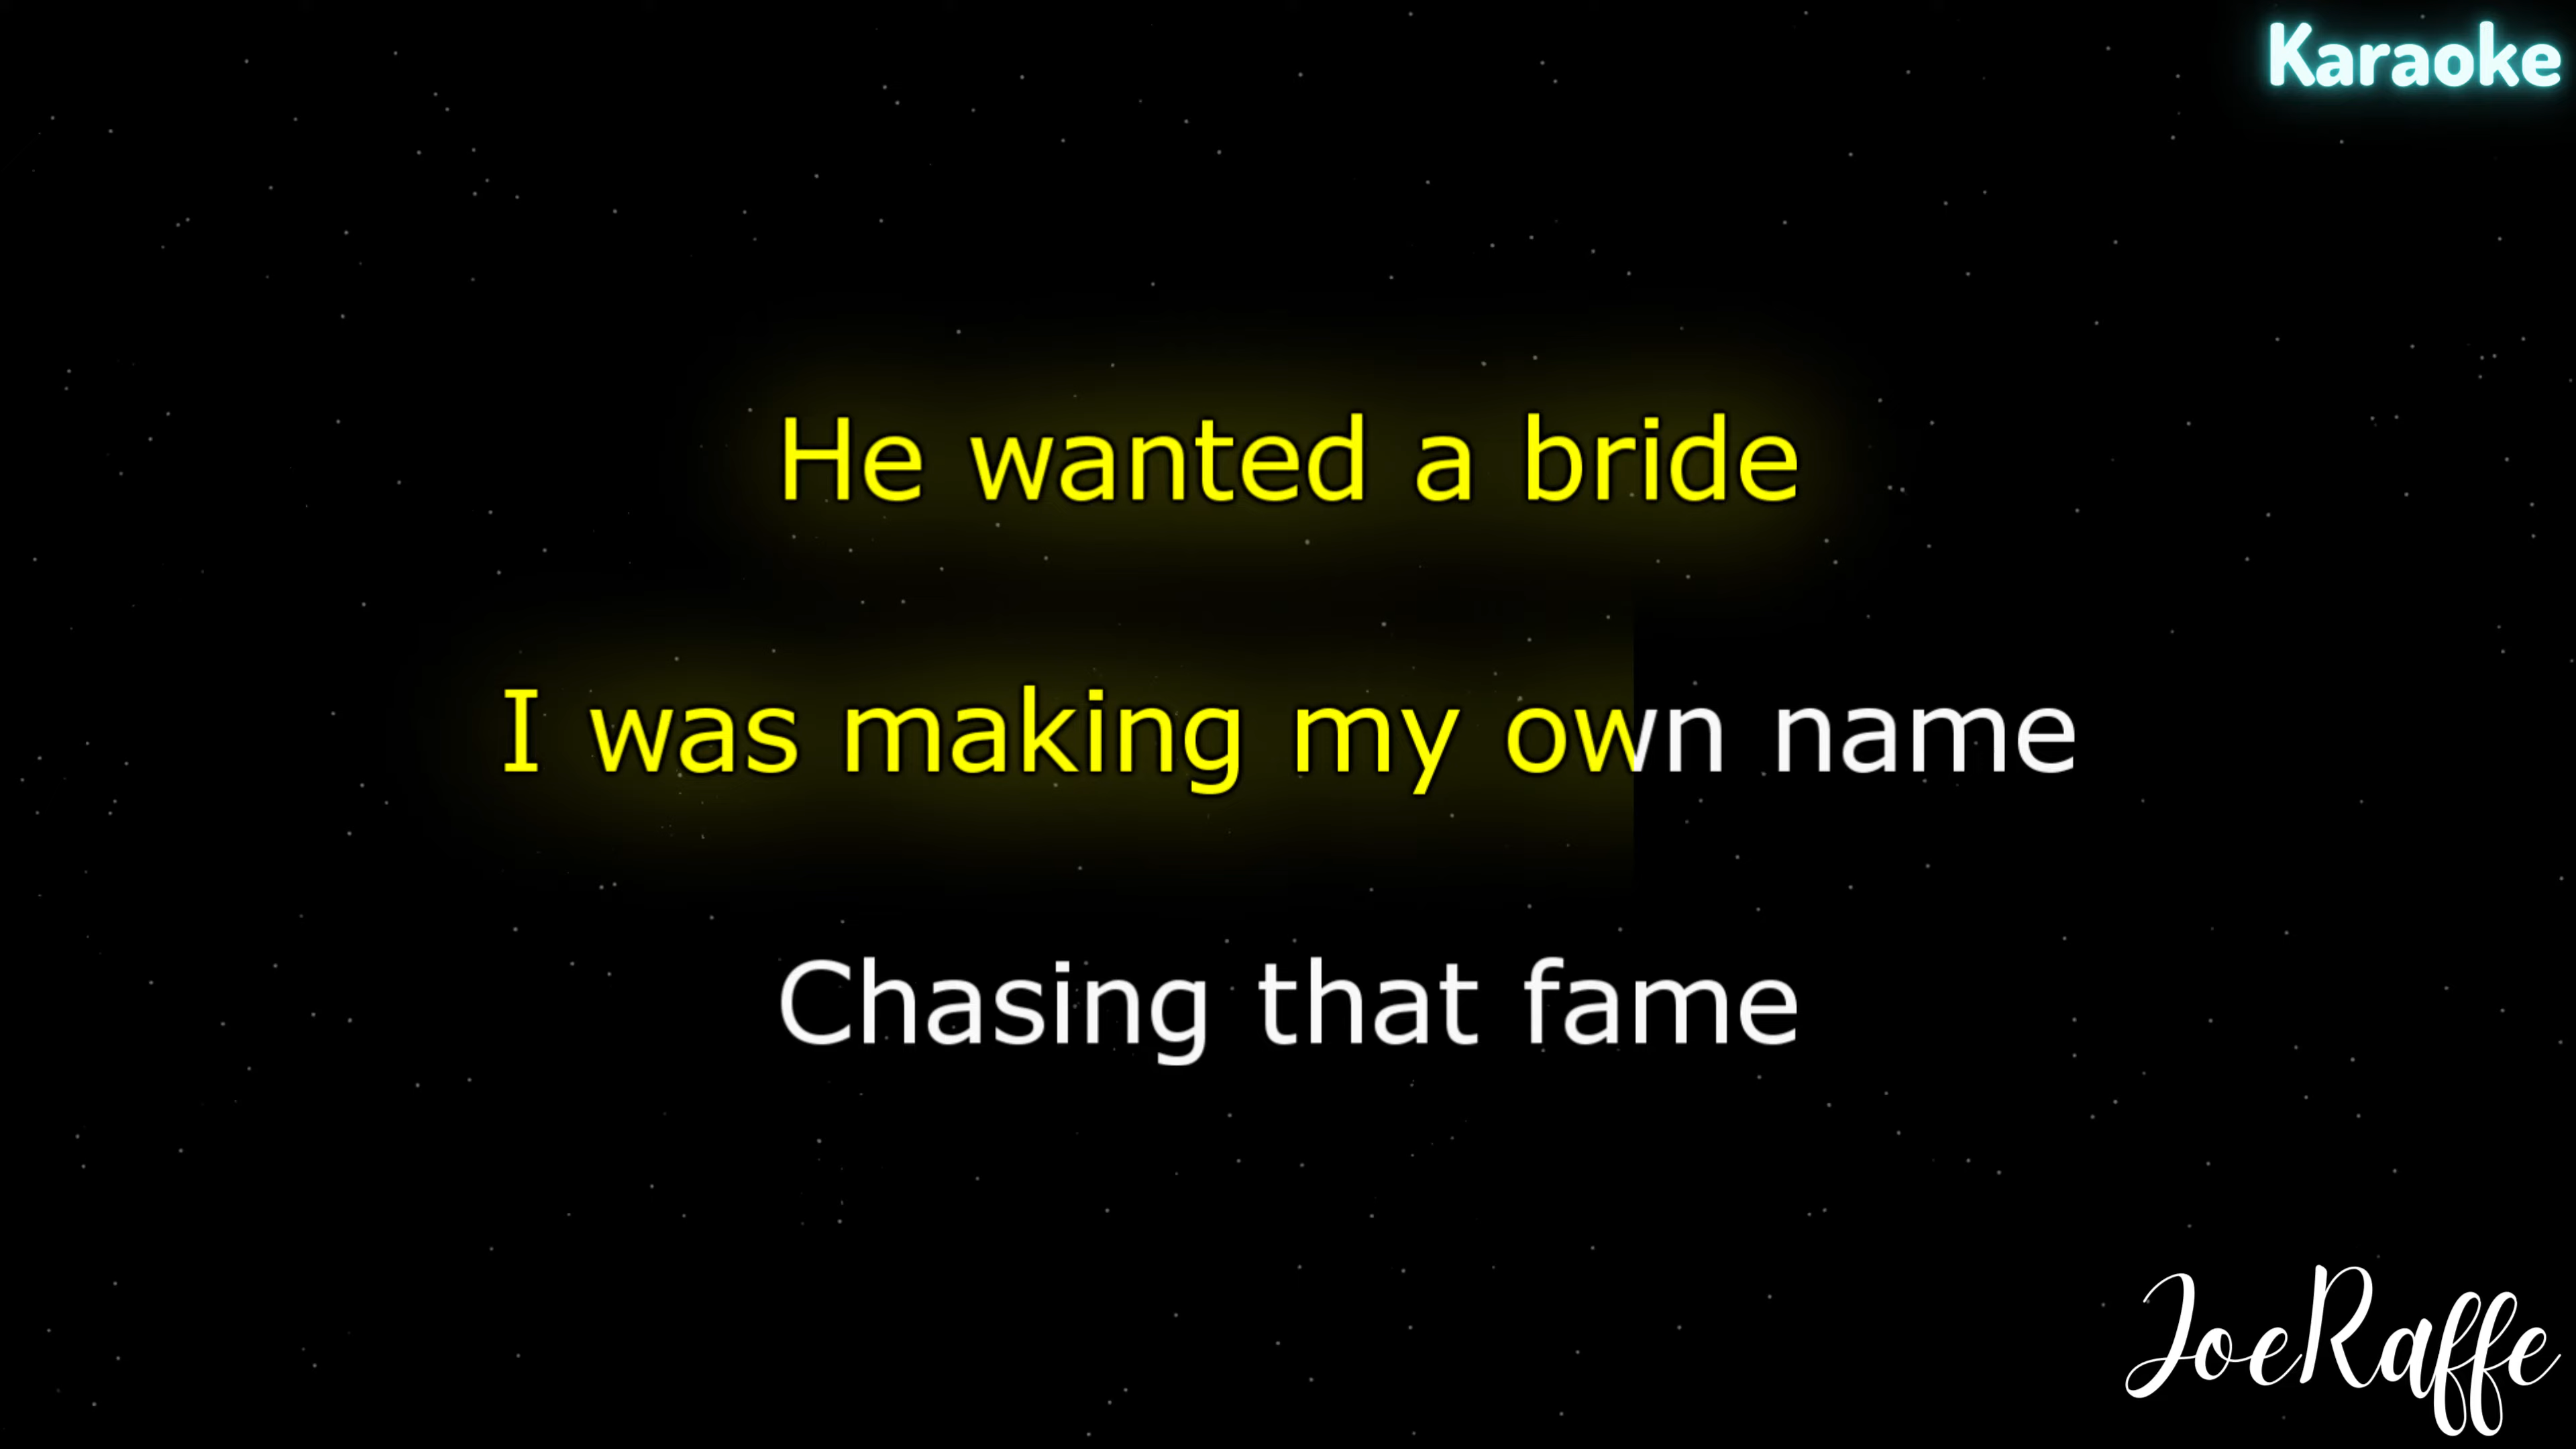 Karaoke
He wanted a bride
I was making my own name
Chasing that fame
JoeRaffe